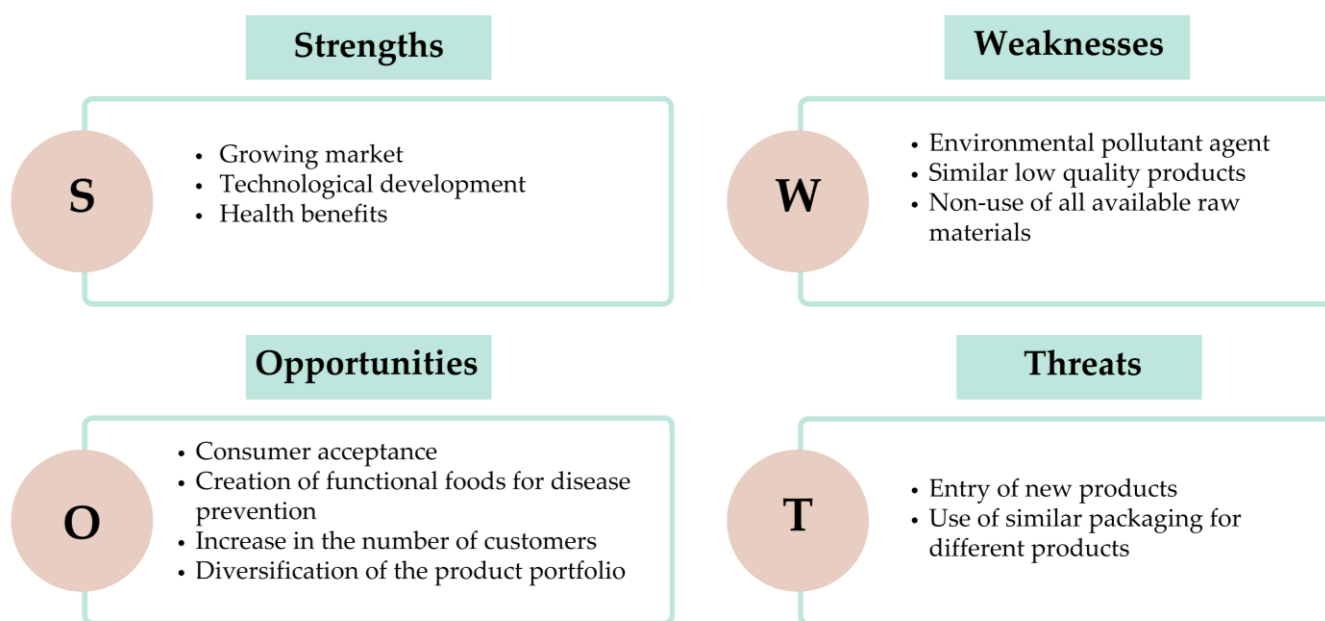 Strengths
S
• Growing market
• Technological development
• Health benefits
Weaknesses
W
• Environmental pollutant agent
• Similar low quality products
• Non-use of all available raw
materials
Opportunities
O
• Consumer acceptance
• Creation of functional foods for disease
prevention
• Increase in the number of customers
• Diversification of the product portfolio
Threats
T
• Entry of new products
• Use of similar packaging for
different products